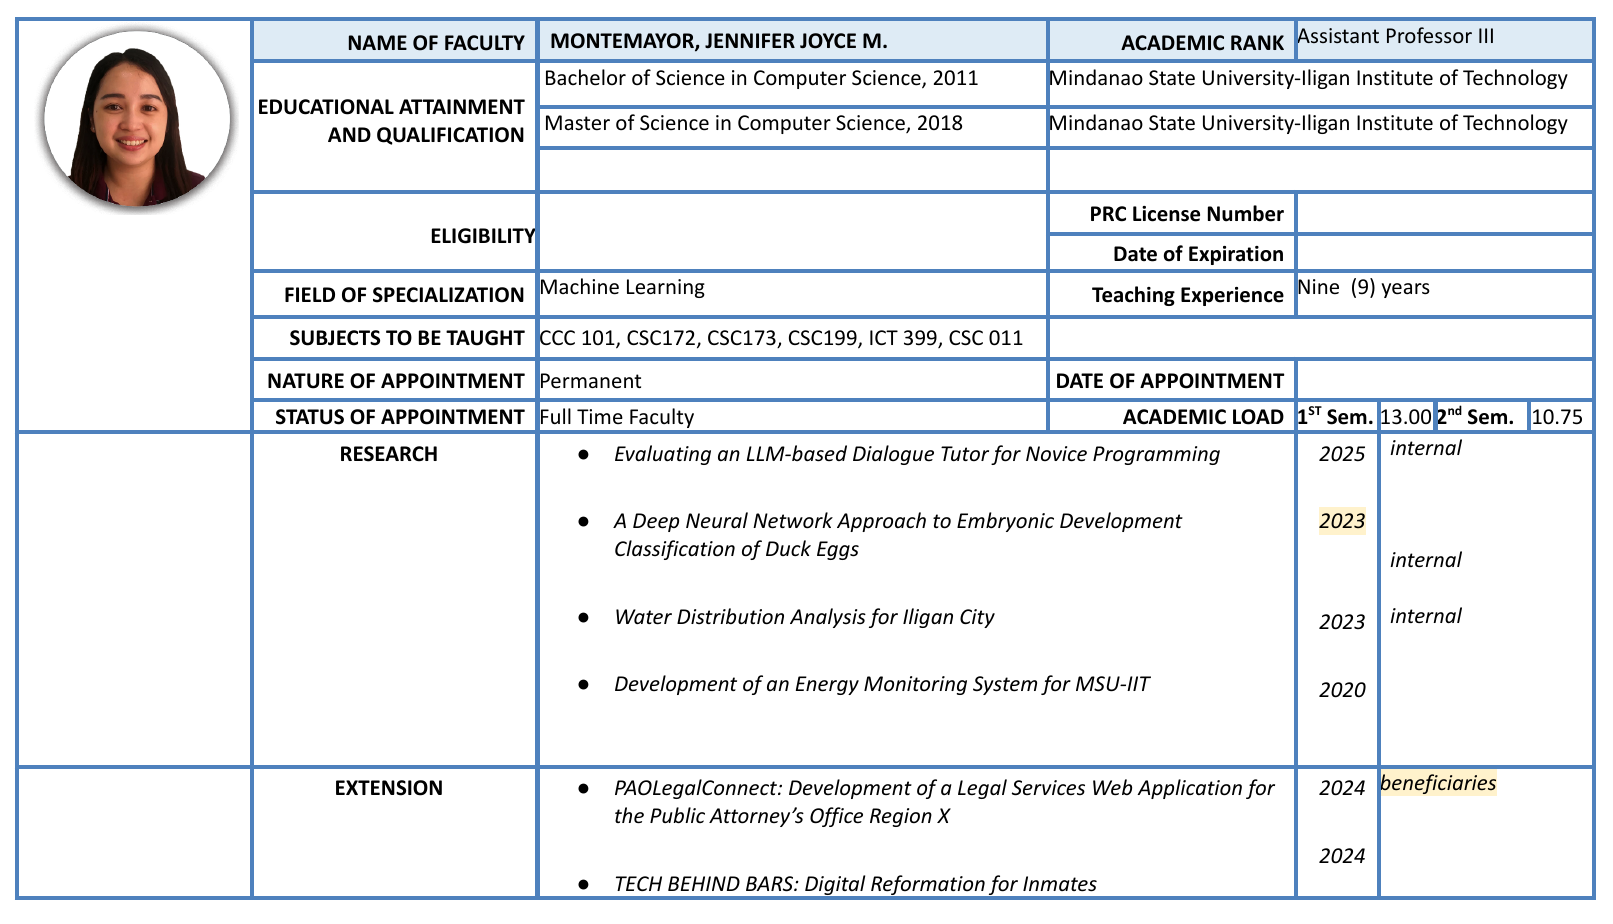 NAME OF FACULTY MONTEMAYOR, JENNIFER JOYCE M. ACADEMIC RANK Assistant Professor III
EDUCATIONAL ATTAINMENT
AND QUALIFICATION
Bachelor of Science in Computer Science, 2011 Mindanao State University-Iligan Institute of Technology
Master of Science in Computer Science, 2018 Mindanao State University-Iligan Institute of Technology
ELIGIBILITY
PRC License Number
Date of Expiration
FIELD OF SPECIALIZATION Machine Learning Teaching Experience Nine  (9) years
SUBJECTS TO BE TAUGHT CCC 101, CSC172, CSC173, CSC199, ICT 399, CSC 011
NATURE OF APPOINTMENT Permanent DATE OF APPOINTMENT
STATUS OF APPOINTMENT Full Time Faculty ACADEMIC LOAD 1ST Sem. 13.00 2nd Sem. 10.75
RESEARCH
● Evaluating an LLM-based Dialogue Tutor for Novice Programming 2025 internal
● A Deep Neural Network Approach to Embryonic Development 2023
Classification of Duck Eggs internal
● Water Distribution Analysis for Iligan City 2023 internal
● Development of an Energy Monitoring System for MSU-IIT 2020
EXTENSION
● PAOLegalConnect: Development of a Legal Services Web Application for 2024 beneficiaries
the Public Attorney’s Office Region X
2024
● TECH BEHIND BARS: Digital Reformation for Inmates